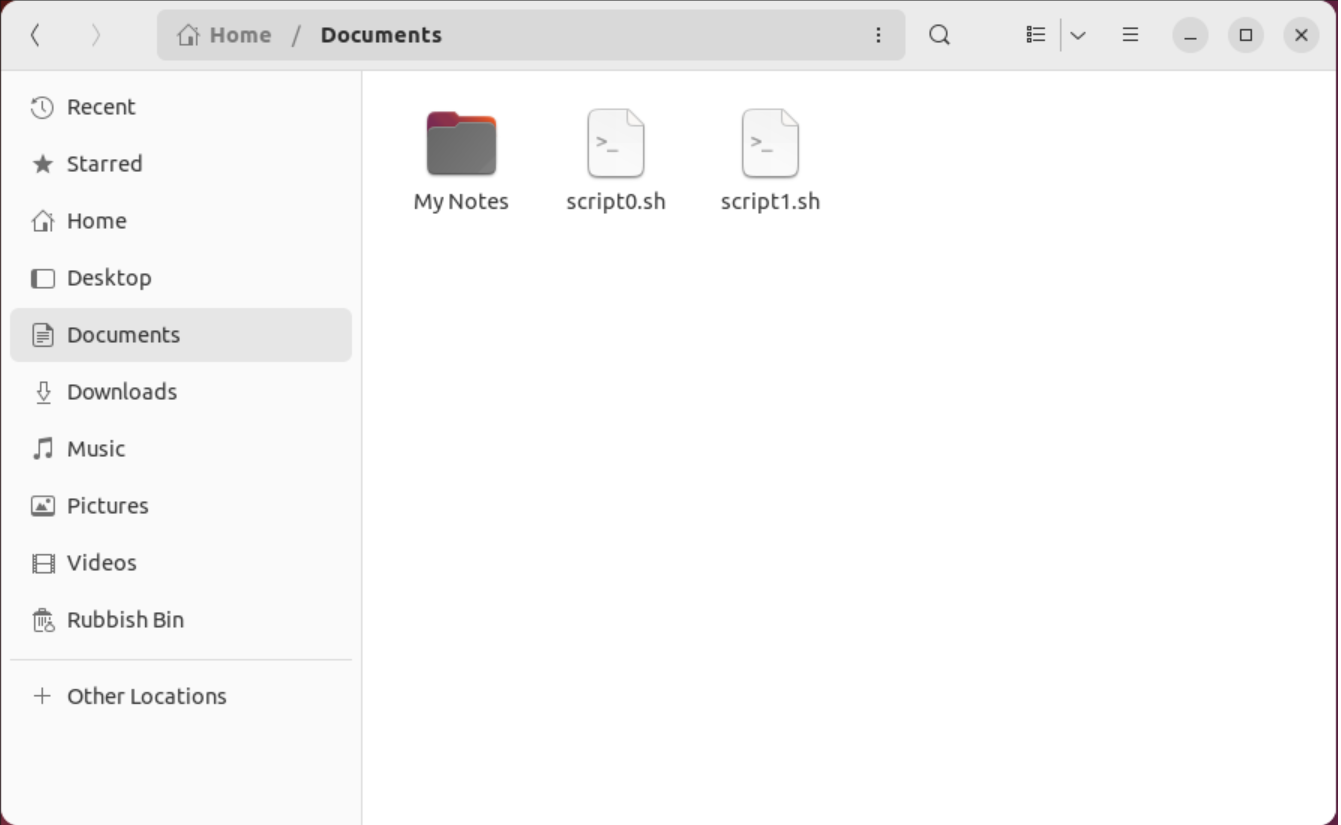 Home / Documents
Recent
Starred
Home
Desktop
Documents
Downloads
Music
Pictures
Videos
Rubbish Bin
Other Locations
My Notes
>_ script0.sh
>_ script1.sh